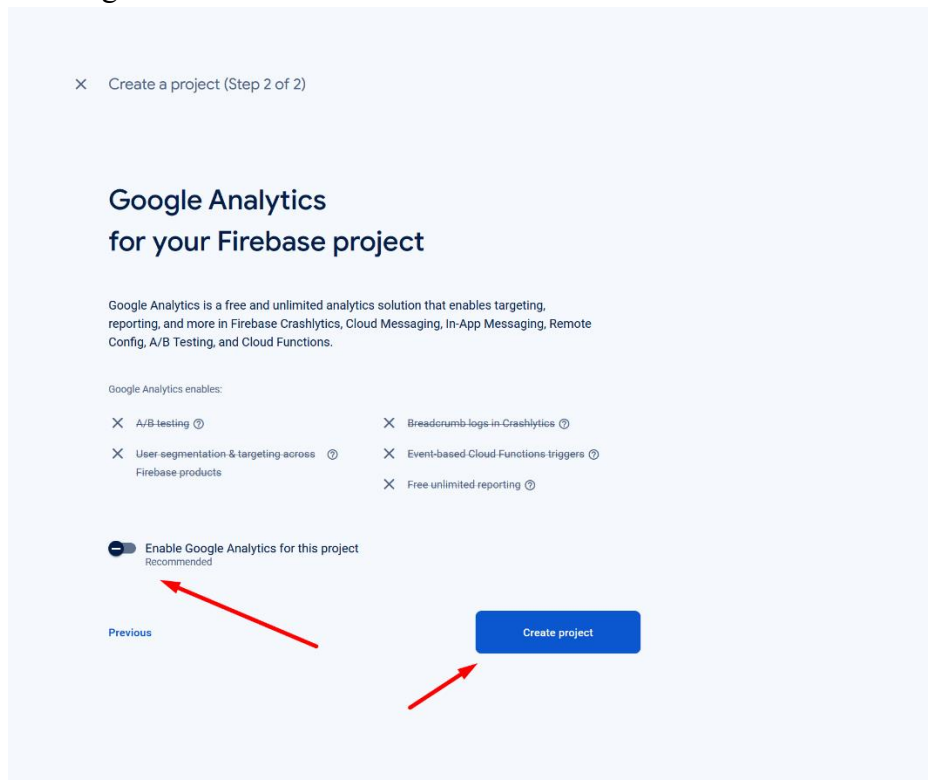 Create a project (Step 2 of 2)
Google Analytics
for your Firebase project
Google Analytics is a free and unlimited analytics solution that enables targeting,
reporting, and more in Firebase Crashlytics, Cloud Messaging, In-App Messaging, Remote
Config, A/B Testing, and Cloud Functions.
Google Analytics enables:
A/B testing
User segmentation & targeting across
Firebase products
Breadcrumb logs in Crashlytics
Event-based Cloud Functions triggers
Free unlimited reporting
Enable Google Analytics for this project
Recommended
Previous
Create project